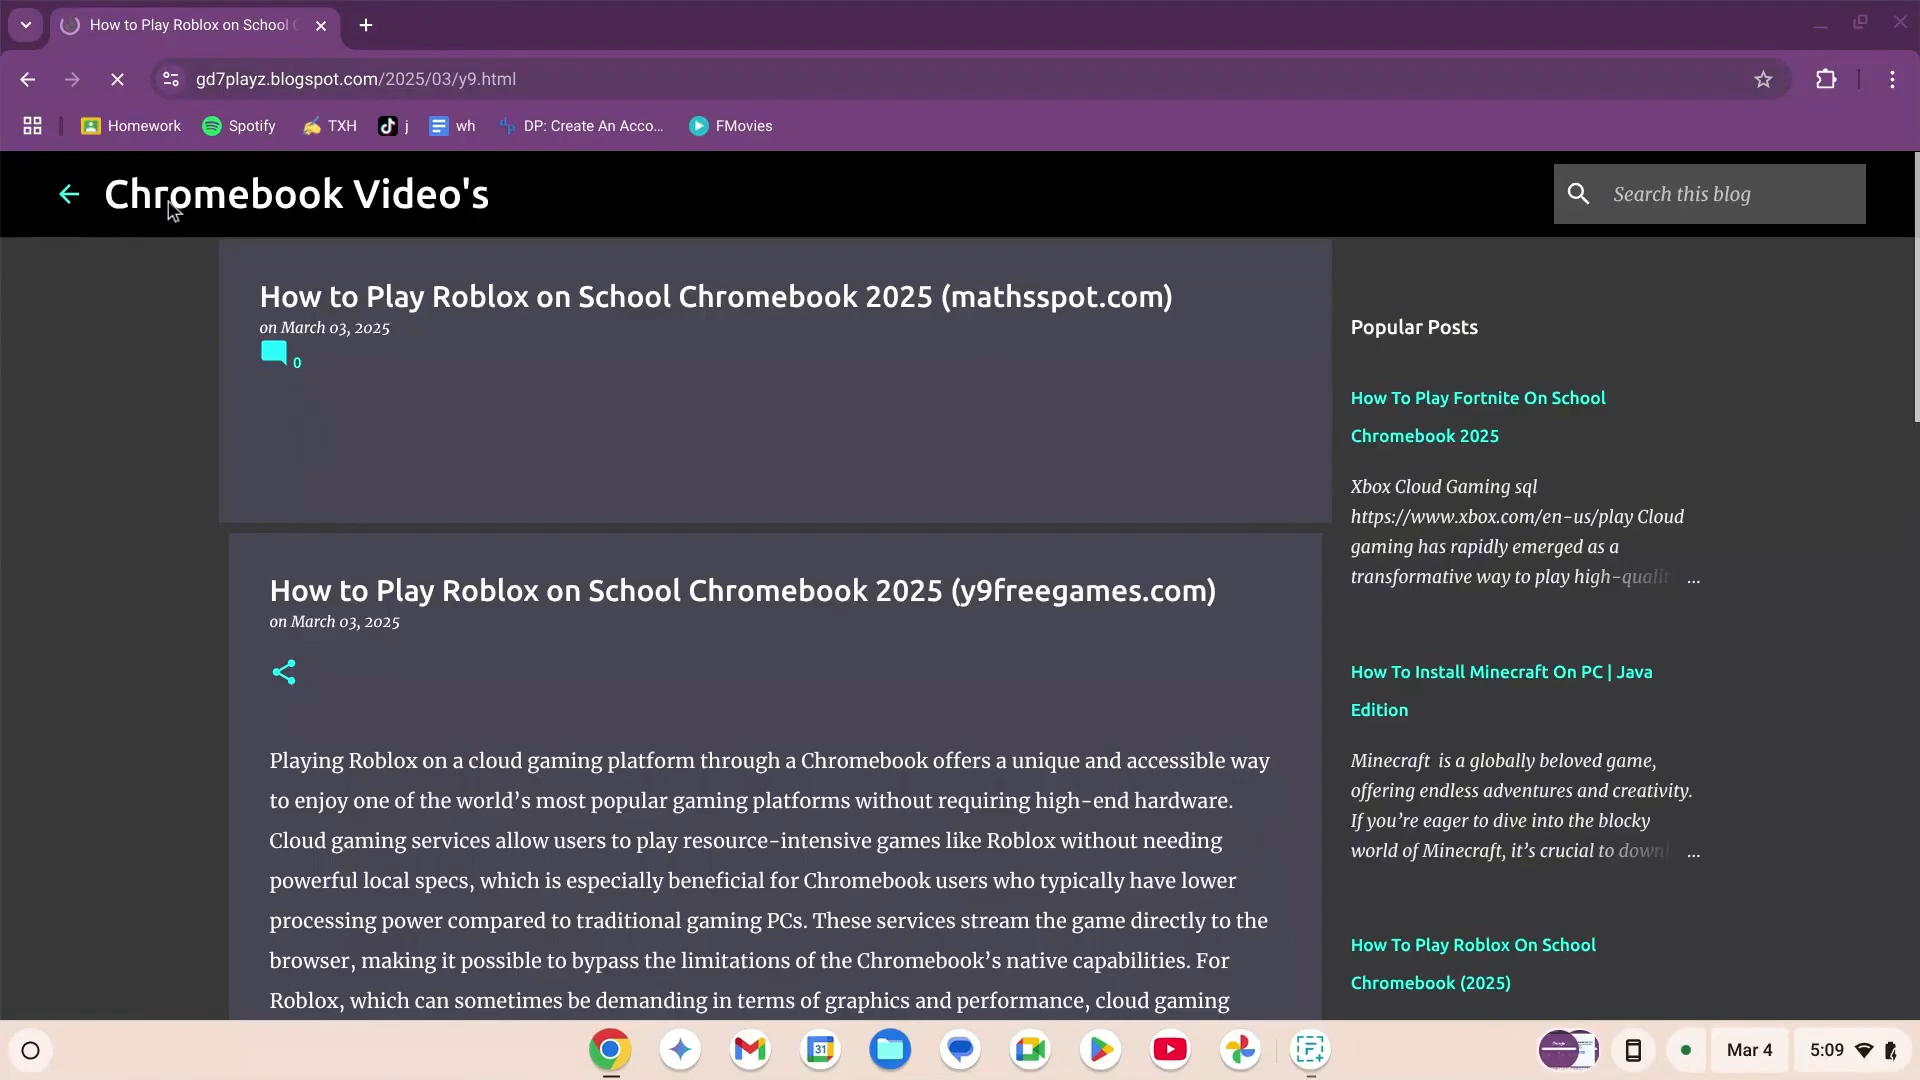 How to Play Roblox on School C
gd7playz.blogspot.com/2025/03/y9.html
Homework
Spotify
TXH
j
wh
DP: Create An Acco...
FMovies
Chromebook Video's
Search this blog
How to Play Roblox on School Chromebook 2025 (mathsspot.com)
on March 03, 2025
0
How to Play Roblox on School Chromebook 2025 (y9freegames.com)
on March 03, 2025
Playing Roblox on a cloud gaming platform through a Chromebook offers a unique and accessible way
to enjoy one of the world's most popular gaming platforms without requiring high-end hardware.
Cloud gaming services allow users to play resource-intensive games like Roblox without needing
powerful local specs, which is especially beneficial for Chromebook users who typically have lower
processing power compared to traditional gaming PCs. These services stream the game directly to the
browser, making it possible to bypass the limitations of the Chromebook's native capabilities. For
Roblox, which can sometimes be demanding in terms of graphics and performance, cloud gaming
Popular Posts
How To Play Fortnite On School
Chromebook 2025
Xbox Cloud Gaming sql
https://www.xbox.com/en-us/play Cloud
gaming has rapidly emerged as a
transformative way to play high-qualit ...
How To Install Minecraft On PC | Java
Edition
Minecraft is a globally beloved game,
offering endless adventures and creativity.
If you're eager to dive into the blocky
world of Minecraft, it's crucial to downl ...
How To Play Roblox On School
Chromebook (2025)
31
Mar 4
5:09